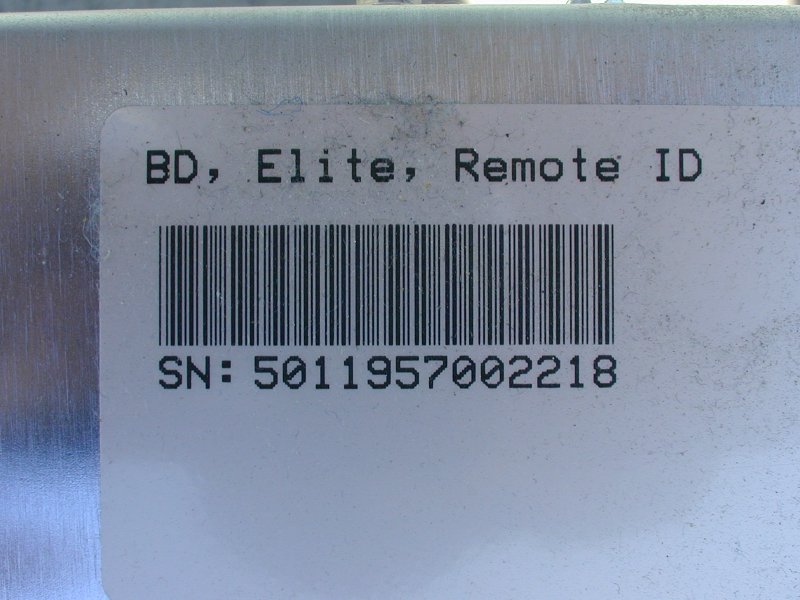 BD, Elite, Remote ID
SN: 5011957002218